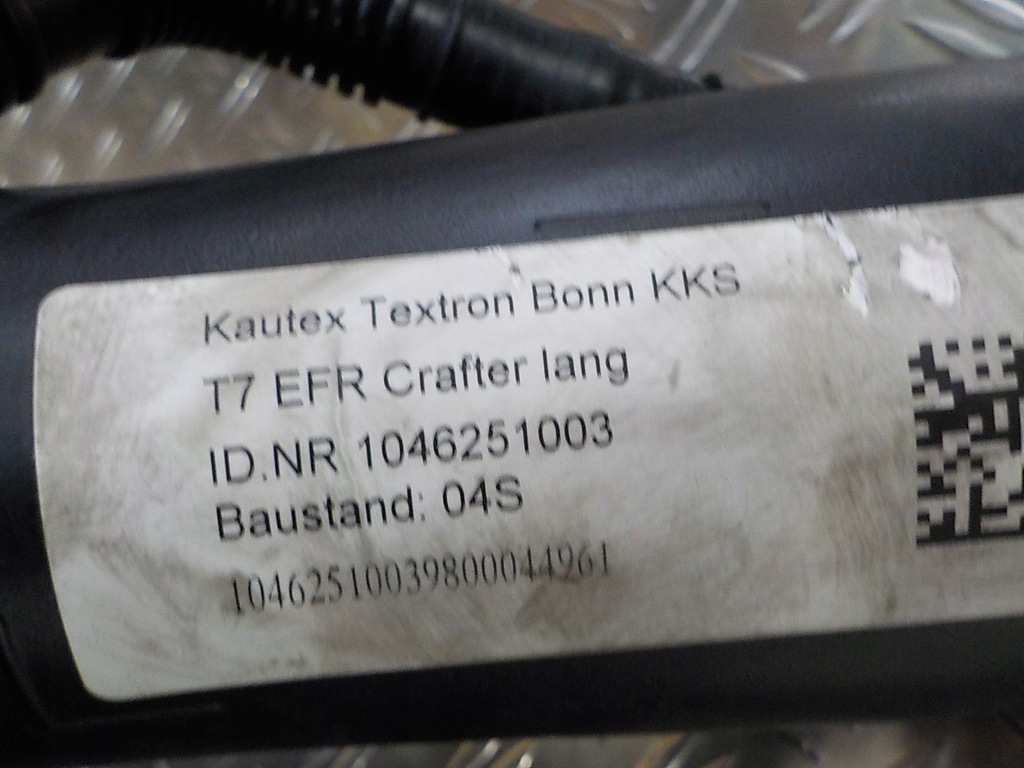 Kautex Textron Bonn KKS
T7 EFR Crafter lang
ID.NR 1046251003
Baustand: 04S
10462510039800044961